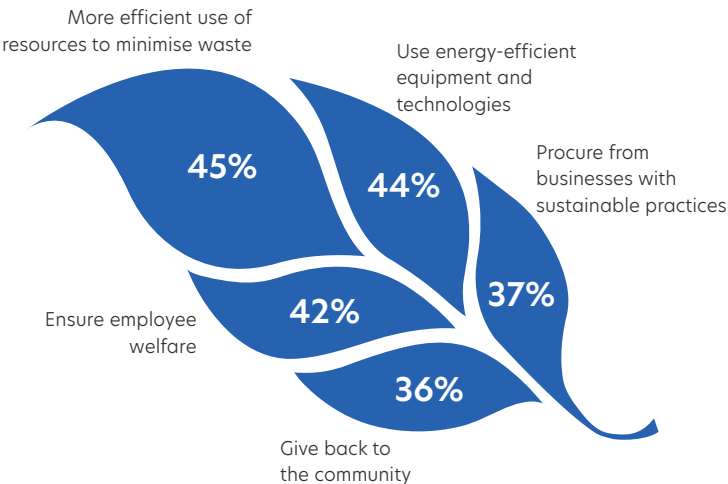 More efficient use of
resources to minimise waste
45%
Use energy-efficient
equipment and
technologies
44%
Procure from
businesses with
sustainable practices
37%
Ensure employee
welfare
42%
36%
Give back to
the community